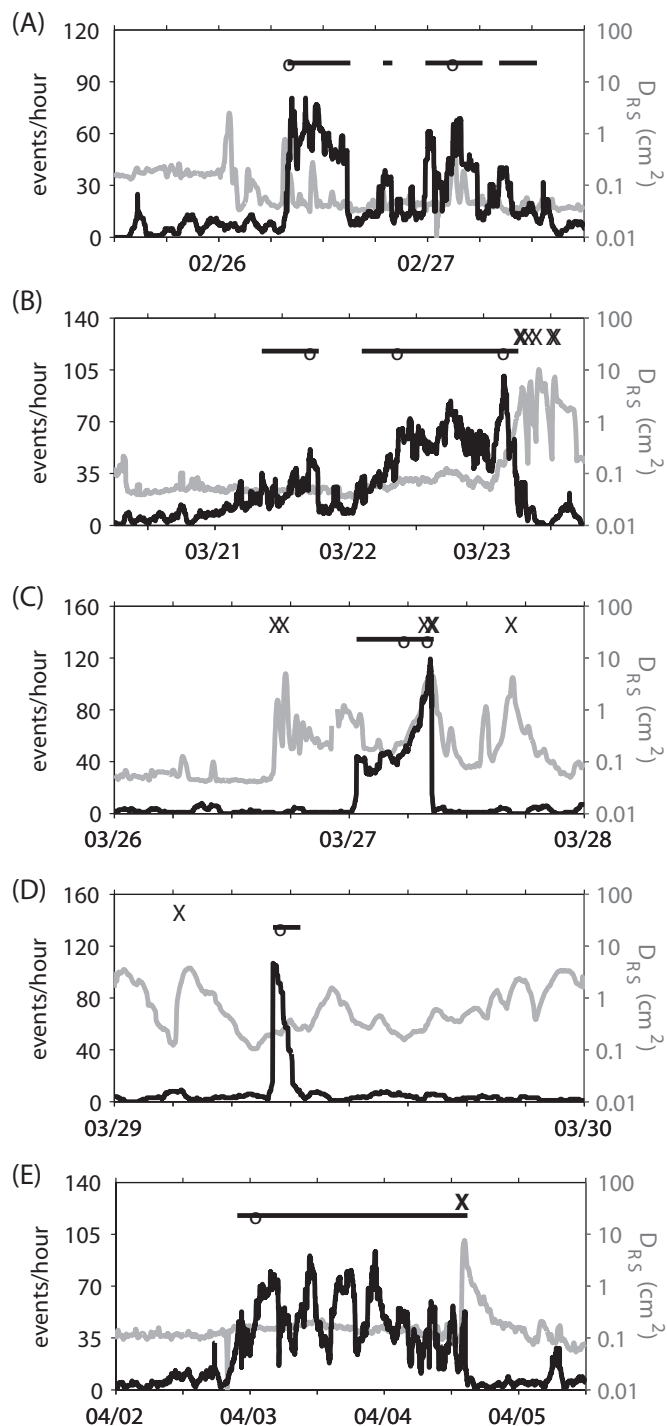 (A)
120
90
60
30
0
events/hour
100
10
1
0.1
0.01
D_RS (cm²)
o
o
02/26
02/27
(B)
140
105
70
35
0
events/hour
100
10
1
0.1
0.01
D_RS (cm²)
o
o
o
XXX X
03/21
03/22
03/23
(C)
160
120
80
40
0
events/hour
100
10
1
0.1
0.01
D_RS (cm²)
XX
XX
X
o
o
03/26
03/27
03/28
(D)
160
120
80
40
0
events/hour
100
10
1
0.1
0.01
D_RS (cm²)
X
o
03/29
03/30
(E)
140
105
70
35
0
events/hour
100
10
1
0.1
0.01
D_RS (cm²)
X
o
04/02
04/03
04/04
04/05